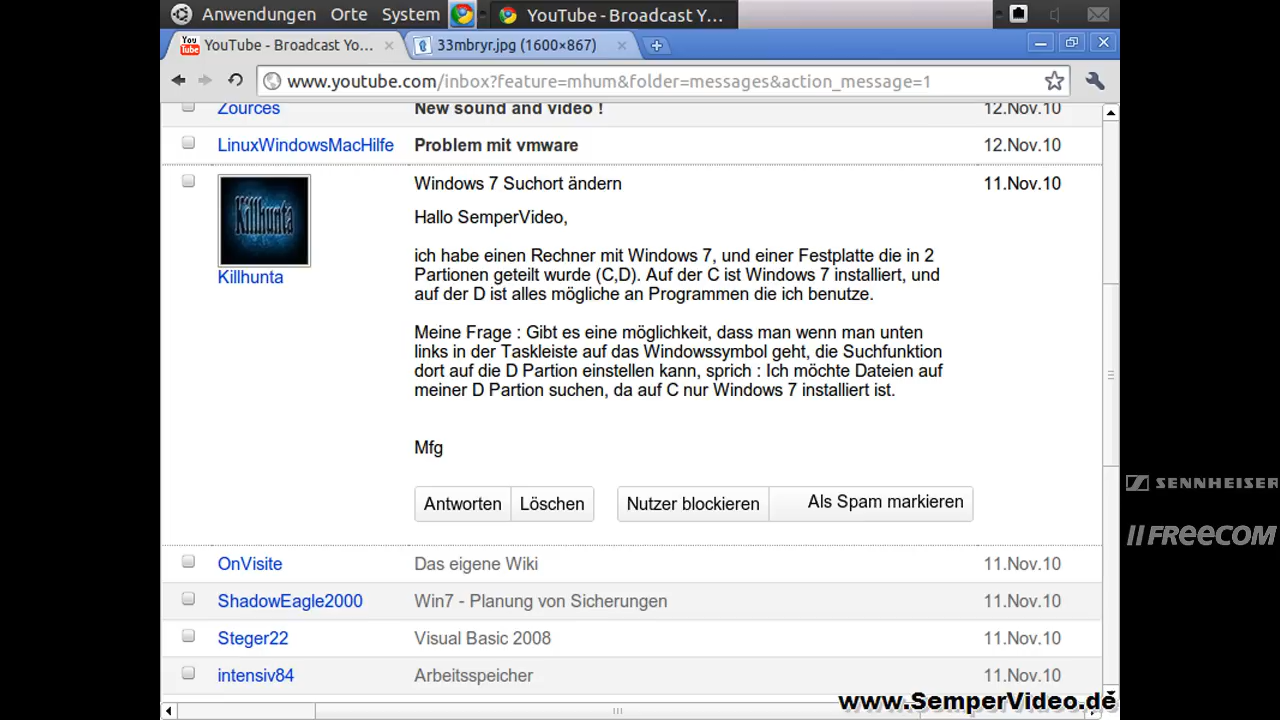 Anwendungen Orte System YouTube - Broadcast Y...
You Tube YouTube - Broadcast Yo... 33mbryr.jpg (1600×867)
www.youtube.com/inbox?feature=mhum&folder=messages&action_message=1
Zources New sound and video ! 12.Nov.10
LinuxWindowsMacHilfe Problem mit vmware 12.Nov.10
Windows 7 Suchort ändern 11.Nov.10
Killhunta
Killhunta
Hallo SemperVideo,
ich habe einen Rechner mit Windows 7, und einer Festplatte die in 2
Partionen geteilt wurde (C,D). Auf der C ist Windows 7 installiert, und
auf der D ist alles mögliche an Programmen die ich benutze.
Meine Frage : Gibt es eine möglichkeit, dass man wenn man unten
links in der Taskleiste auf das Windowssymbol geht, die Suchfunktion
dort auf die D Partion einstellen kann, sprich : Ich möchte Dateien auf
meiner D Partion suchen, da auf C nur Windows 7 installiert ist.
Mfg
Antworten Löschen Nutzer blockieren Als Spam markieren
OnVisite Das eigene Wiki 11.Nov.10
ShadowEagle2000 Win7 - Planung von Sicherungen 11.Nov.10
Steger22 Visual Basic 2008 11.Nov.10
intensiv84 Arbeitsspeicher 11.Nov.10
SENNHEISER
FREECOM
www.SemperVideo.de